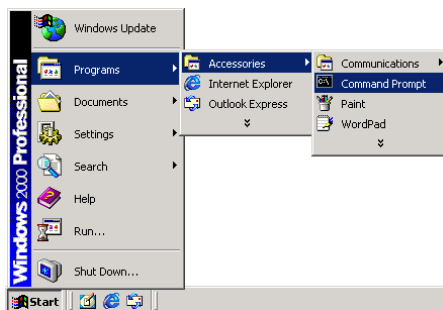 Windows Update
Programs
Documents
Settings
Search
Help
Run...
Shut Down...
Windows 2000 Professional
Start
Accessories
Internet Explorer
Outlook Express
Communications
Command Prompt
Paint
WordPad